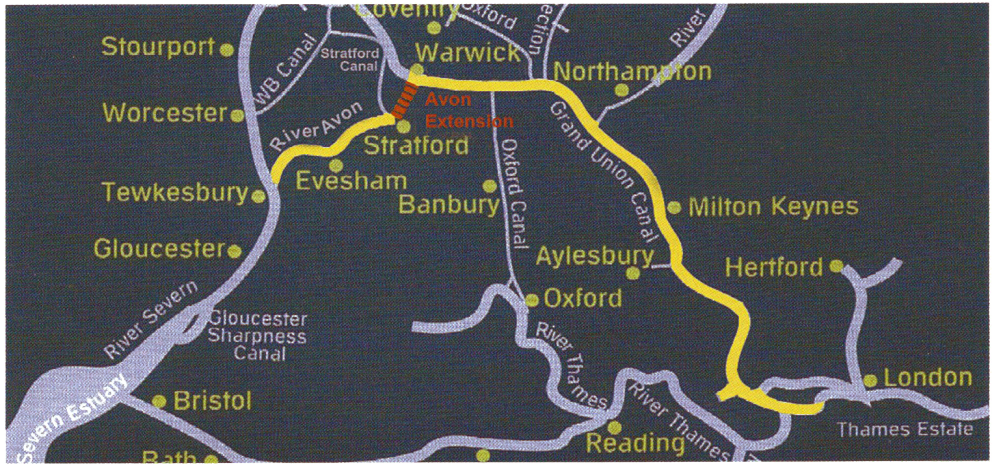 Coventry
Oxford
ection
River
Stourport
WB Canal
Stratford
Canal
Warwick
Northampton
Worcester
River Avon
Avon
Extension
Stratford
Grand Union Canal
Oxford Canal
Tewkesbury
Evesham
Banbury
Milton Keynes
Gloucester
Aylesbury
Hertford
River Severn
Gloucester
Sharpness
Canal
Oxford
River Thames
Severn Estuary
Bristol
River Thames
London
Thames Estate
Reading
Bath